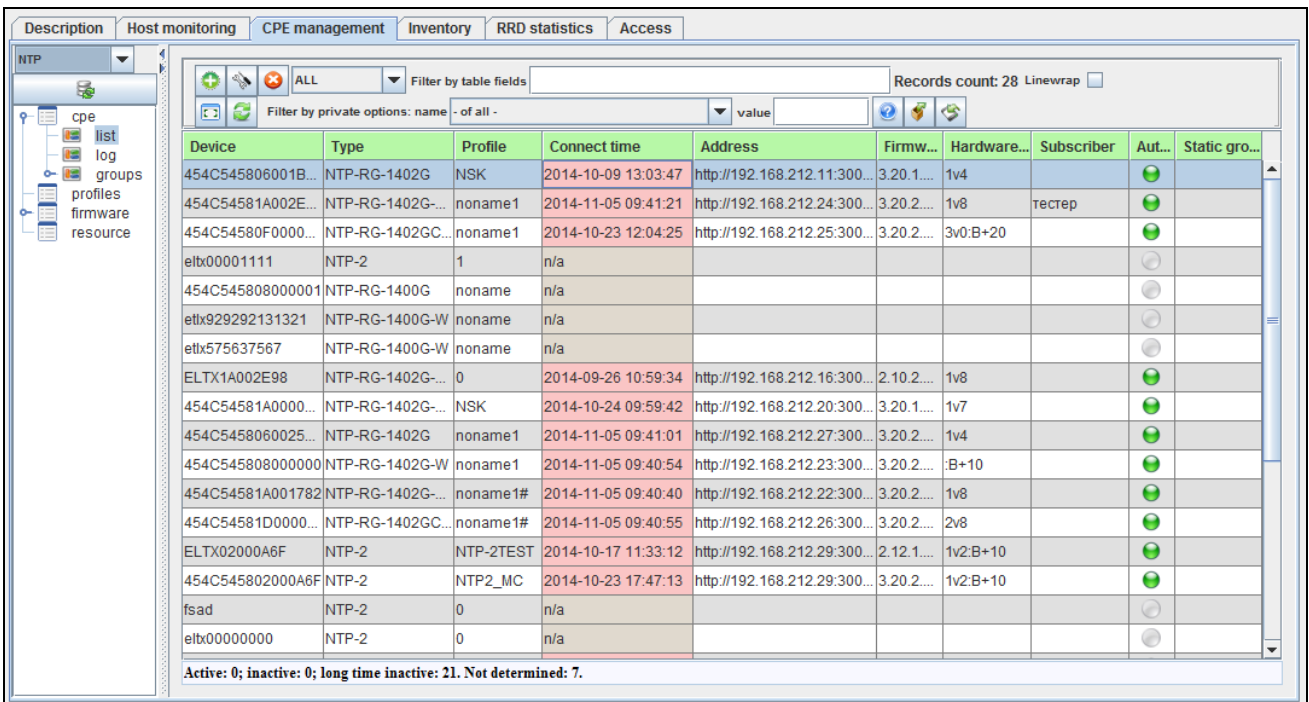 Description Host monitoring CPE management Inventory RRD statistics Access
NTP
ALL Filter by table fields Records count: 28 Linewrap
Filter by private options: name - of all - value
cpe
list
log
groups
profiles
firmware
resource
Device Type Profile Connect time Address Firmw... Hardware... Subscriber Aut... Static gro...
454C545806001B... NTP-RG-1402G NSK 2014-10-09 13:03:47 http://192.168.212.11:300... 3.20.1.... 1v4
454C54581A002E... NTP-RG-1402G-... noname1 2014-11-05 09:41:21 http://192.168.212.24:300... 3.20.2.... 1v8 тестер
454C54580F0000... NTP-RG-1402GC... noname1 2014-10-23 12:04:25 http://192.168.212.25:300... 3.20.2.... 3v0:B+20
eltx00001111 NTP-2 1 n/a
454C545808000001 NTP-RG-1400G noname n/a
etlx929292131321 NTP-RG-1400G-W noname n/a
etlx575637567 NTP-RG-1400G-W noname n/a
ELTX1A002E98 NTP-RG-1402G-... 0 2014-09-26 10:59:34 http://192.168.212.16:300... 2.10.2.... 1v8
454C54581A0000... NTP-RG-1402G-... NSK 2014-10-24 09:59:42 http://192.168.212.20:300... 3.20.1.... 1v7
454C5458060025... NTP-RG-1402G noname1 2014-11-05 09:41:01 http://192.168.212.27:300... 3.20.2.... 1v4
454C545808000000 NTP-RG-1402G-W noname1 2014-11-05 09:40:54 http://192.168.212.23:300... 3.20.2.... :B+10
454C54581A001782 NTP-RG-1402G-... noname1# 2014-11-05 09:40:40 http://192.168.212.22:300... 3.20.2.... 1v8
454C54581D0000... NTP-RG-1402GC... noname1# 2014-11-05 09:40:55 http://192.168.212.26:300... 3.20.2.... 2v8
ELTX02000A6F NTP-2 NTP-2TEST 2014-10-17 11:33:12 http://192.168.212.29:300... 2.12.1.... 1v2:B+10
454C545802000A6F NTP-2 NTP2_MC 2014-10-23 17:47:13 http://192.168.212.29:300... 3.20.2.... 1v2:B+10
fsad NTP-2 0 n/a
eltx00000000 NTP-2 0 n/a
Active: 0; inactive: 0; long time inactive: 21. Not determined: 7.